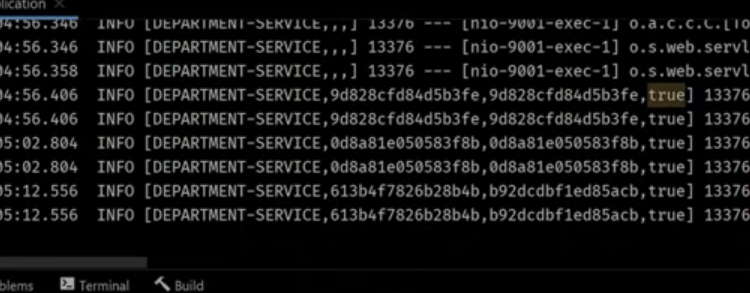 plication ×
04:56.346 INFO [DEPARTMENT-SERVICE,,,] 13376 --- [nio-9001-exec-1] o.a.c.c.C.[To
04:56.346 INFO [DEPARTMENT-SERVICE,,,] 13376 --- [nio-9001-exec-1] o.s.web.servl
04:56.358 INFO [DEPARTMENT-SERVICE,,,] 13376 --- [nio-9001-exec-1] o.s.web.servl
04:56.406 INFO [DEPARTMENT-SERVICE,9d828cfd84d5b3fe,9d828cfd84d5b3fe,true] 13376
04:56.406 INFO [DEPARTMENT-SERVICE,9d828cfd84d5b3fe,9d828cfd84d5b3fe,true] 13376
05:02.804 INFO [DEPARTMENT-SERVICE,0d8a81e050583f8b,0d8a81e050583f8b,true] 13376
05:02.804 INFO [DEPARTMENT-SERVICE,0d8a81e050583f8b,0d8a81e050583f8b,true] 13376
05:12.556 INFO [DEPARTMENT-SERVICE,613b4f7826b28b4b,b92dcdbf1ed85acb,true] 13376
05:12.556 INFO [DEPARTMENT-SERVICE,613b4f7826b28b4b,b92dcdbf1ed85acb,true] 13376
oblems Terminal Build